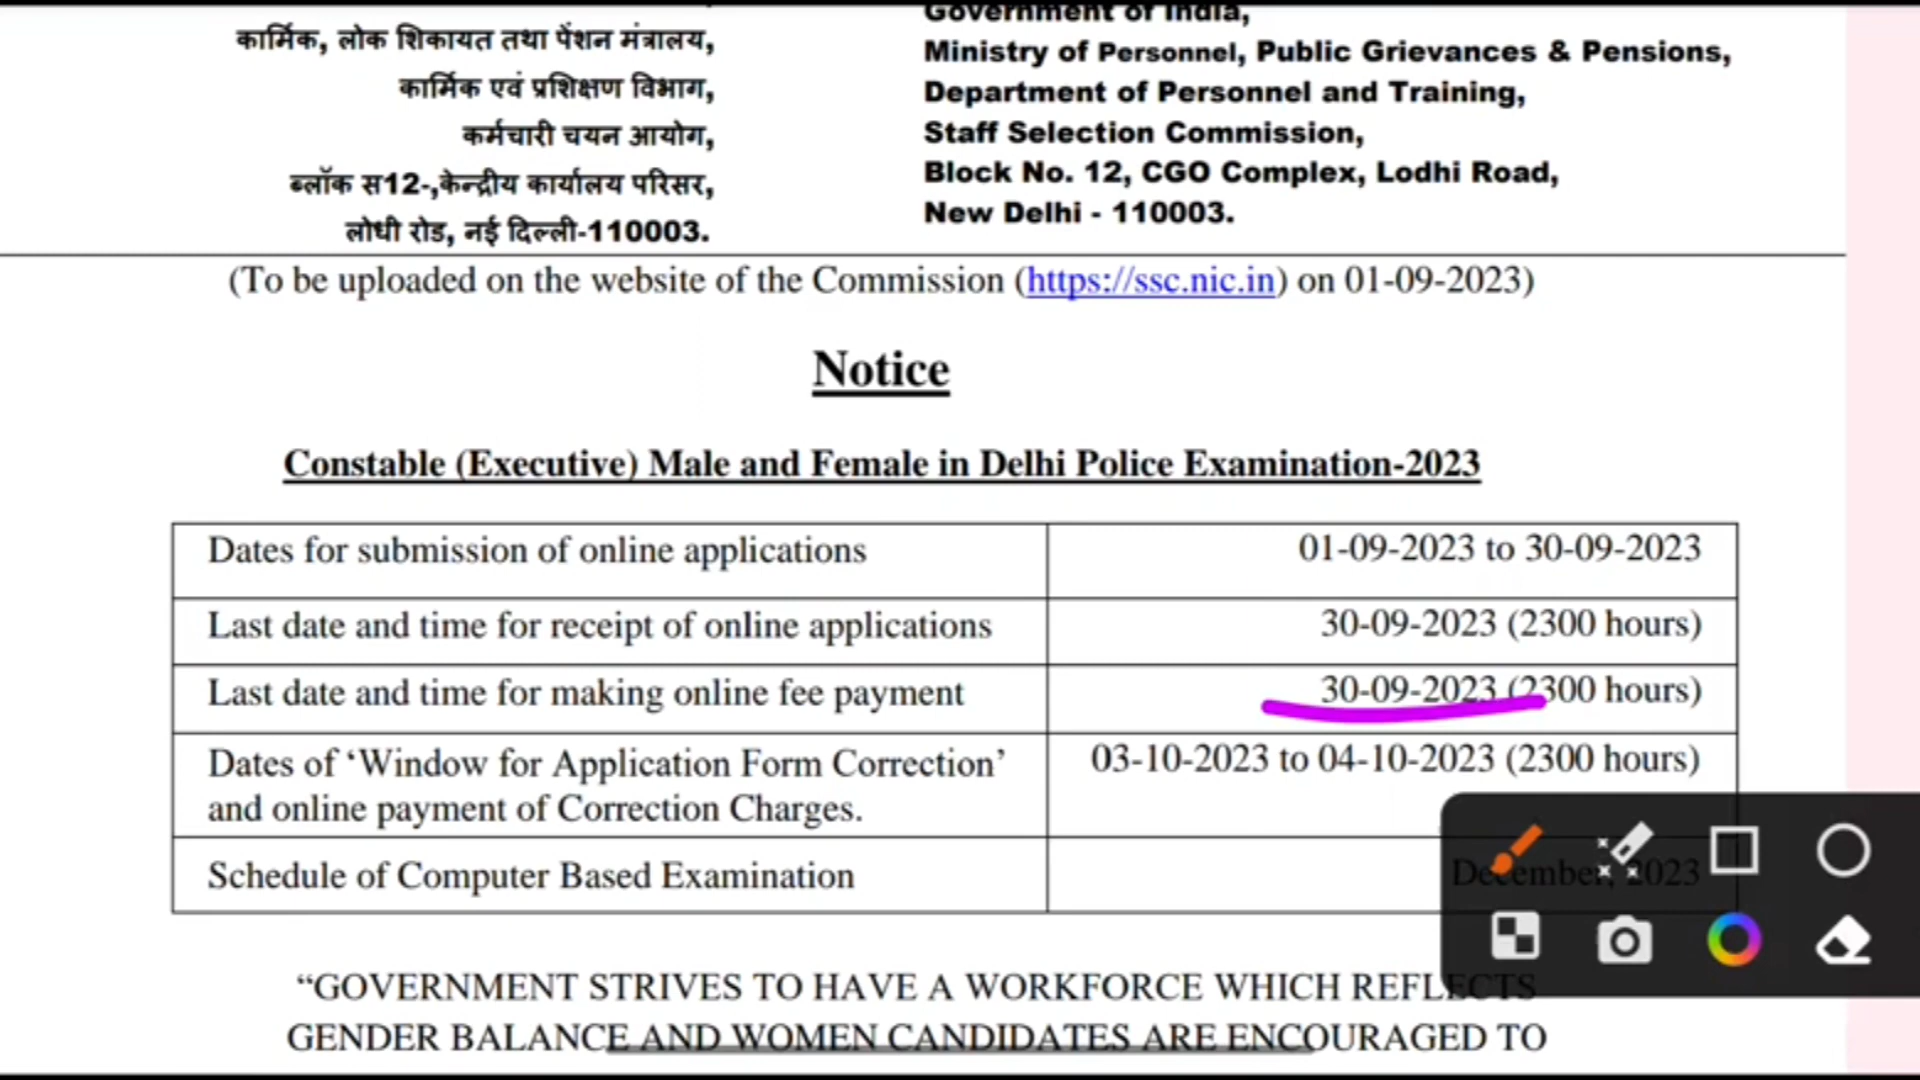 कार्मिक, लोक शिकायत तथा पेंशन मंत्रालय,
कार्मिक एवं प्रशिक्षण विभाग,
कर्मचारी चयन आयोग,
ब्लॉक स12-,केन्द्रीय कार्यालय परिसर,
लोधी रोड, नई दिल्ली-110003.
Government of India,
Ministry of Personnel, Public Grievances & Pensions,
Department of Personnel and Training,
Staff Selection Commission,
Block No. 12, CGO Complex, Lodhi Road,
New Delhi - 110003.
(To be uploaded on the website of the Commission (https://ssc.nic.in) on 01-09-2023)
Notice
Constable (Executive) Male and Female in Delhi Police Examination-2023
Dates for submission of online applications 01-09-2023 to 30-09-2023
Last date and time for receipt of online applications 30-09-2023 (2300 hours)
Last date and time for making online fee payment 30-09-2023 (2300 hours)
Dates of ‘Window for Application Form Correction’ 03-10-2023 to 04-10-2023 (2300 hours)
and online payment of Correction Charges.
Schedule of Computer Based Examination December, 2023
“GOVERNMENT STRIVES TO HAVE A WORKFORCE WHICH REFLECTS
GENDER BALANCE AND WOMEN CANDIDATES ARE ENCOURAGED TO